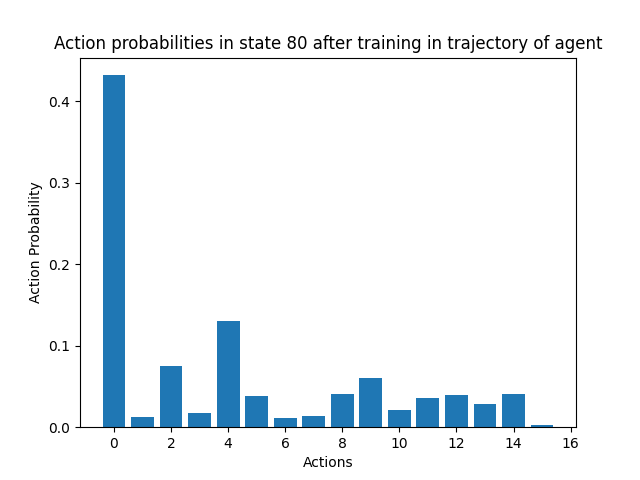 Action probabilities in state 80 after training in trajectory of agent
0.4
0.3
0.2
0.1
0.0
Action Probability
0 2 4 6 8 10 12 14 16
Actions